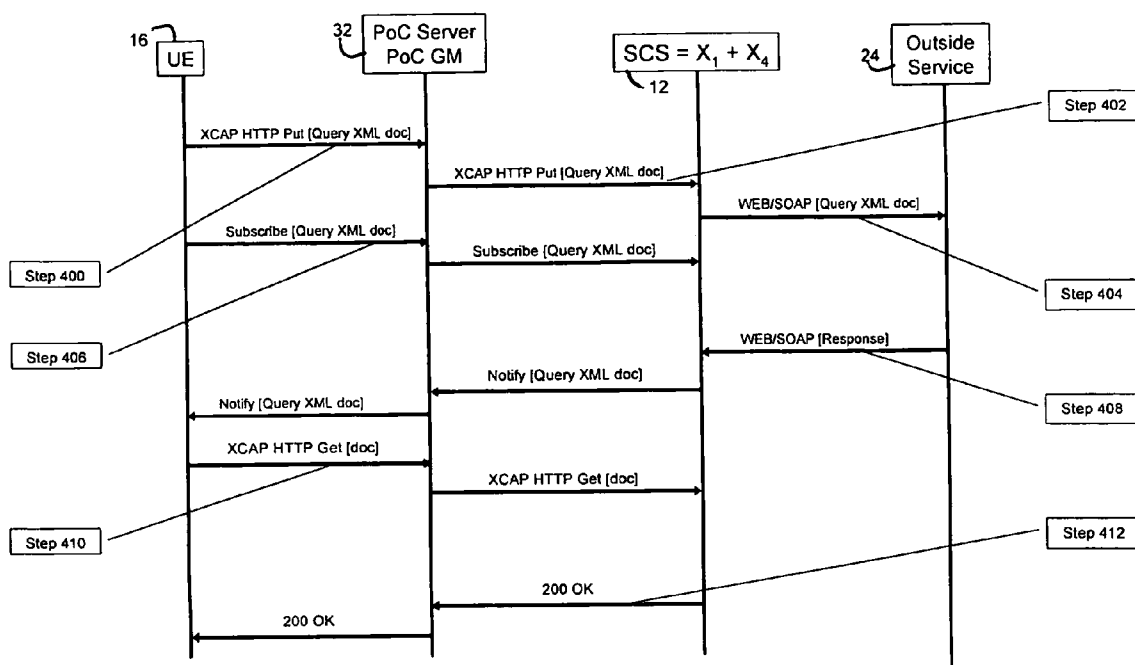 16
UE
32
PoC Server
PoC GM
SCS = X1 + X4
12
24
Outside
Service
Step 402
XCAP HTTP Put [Query XML doc]
XCAP HTTP Put [Query XML doc]
WEB/SOAP [Query XML doc]
Subscribe [Query XML doc]
Subscribe [Query XML doc]
Step 400
Step 404
Step 406
WEB/SOAP [Response]
Notify [Query XML doc]
Notify [Query XML doc]
Step 408
XCAP HTTP Get [doc]
XCAP HTTP Get [doc]
Step 410
Step 412
200 OK
200 OK